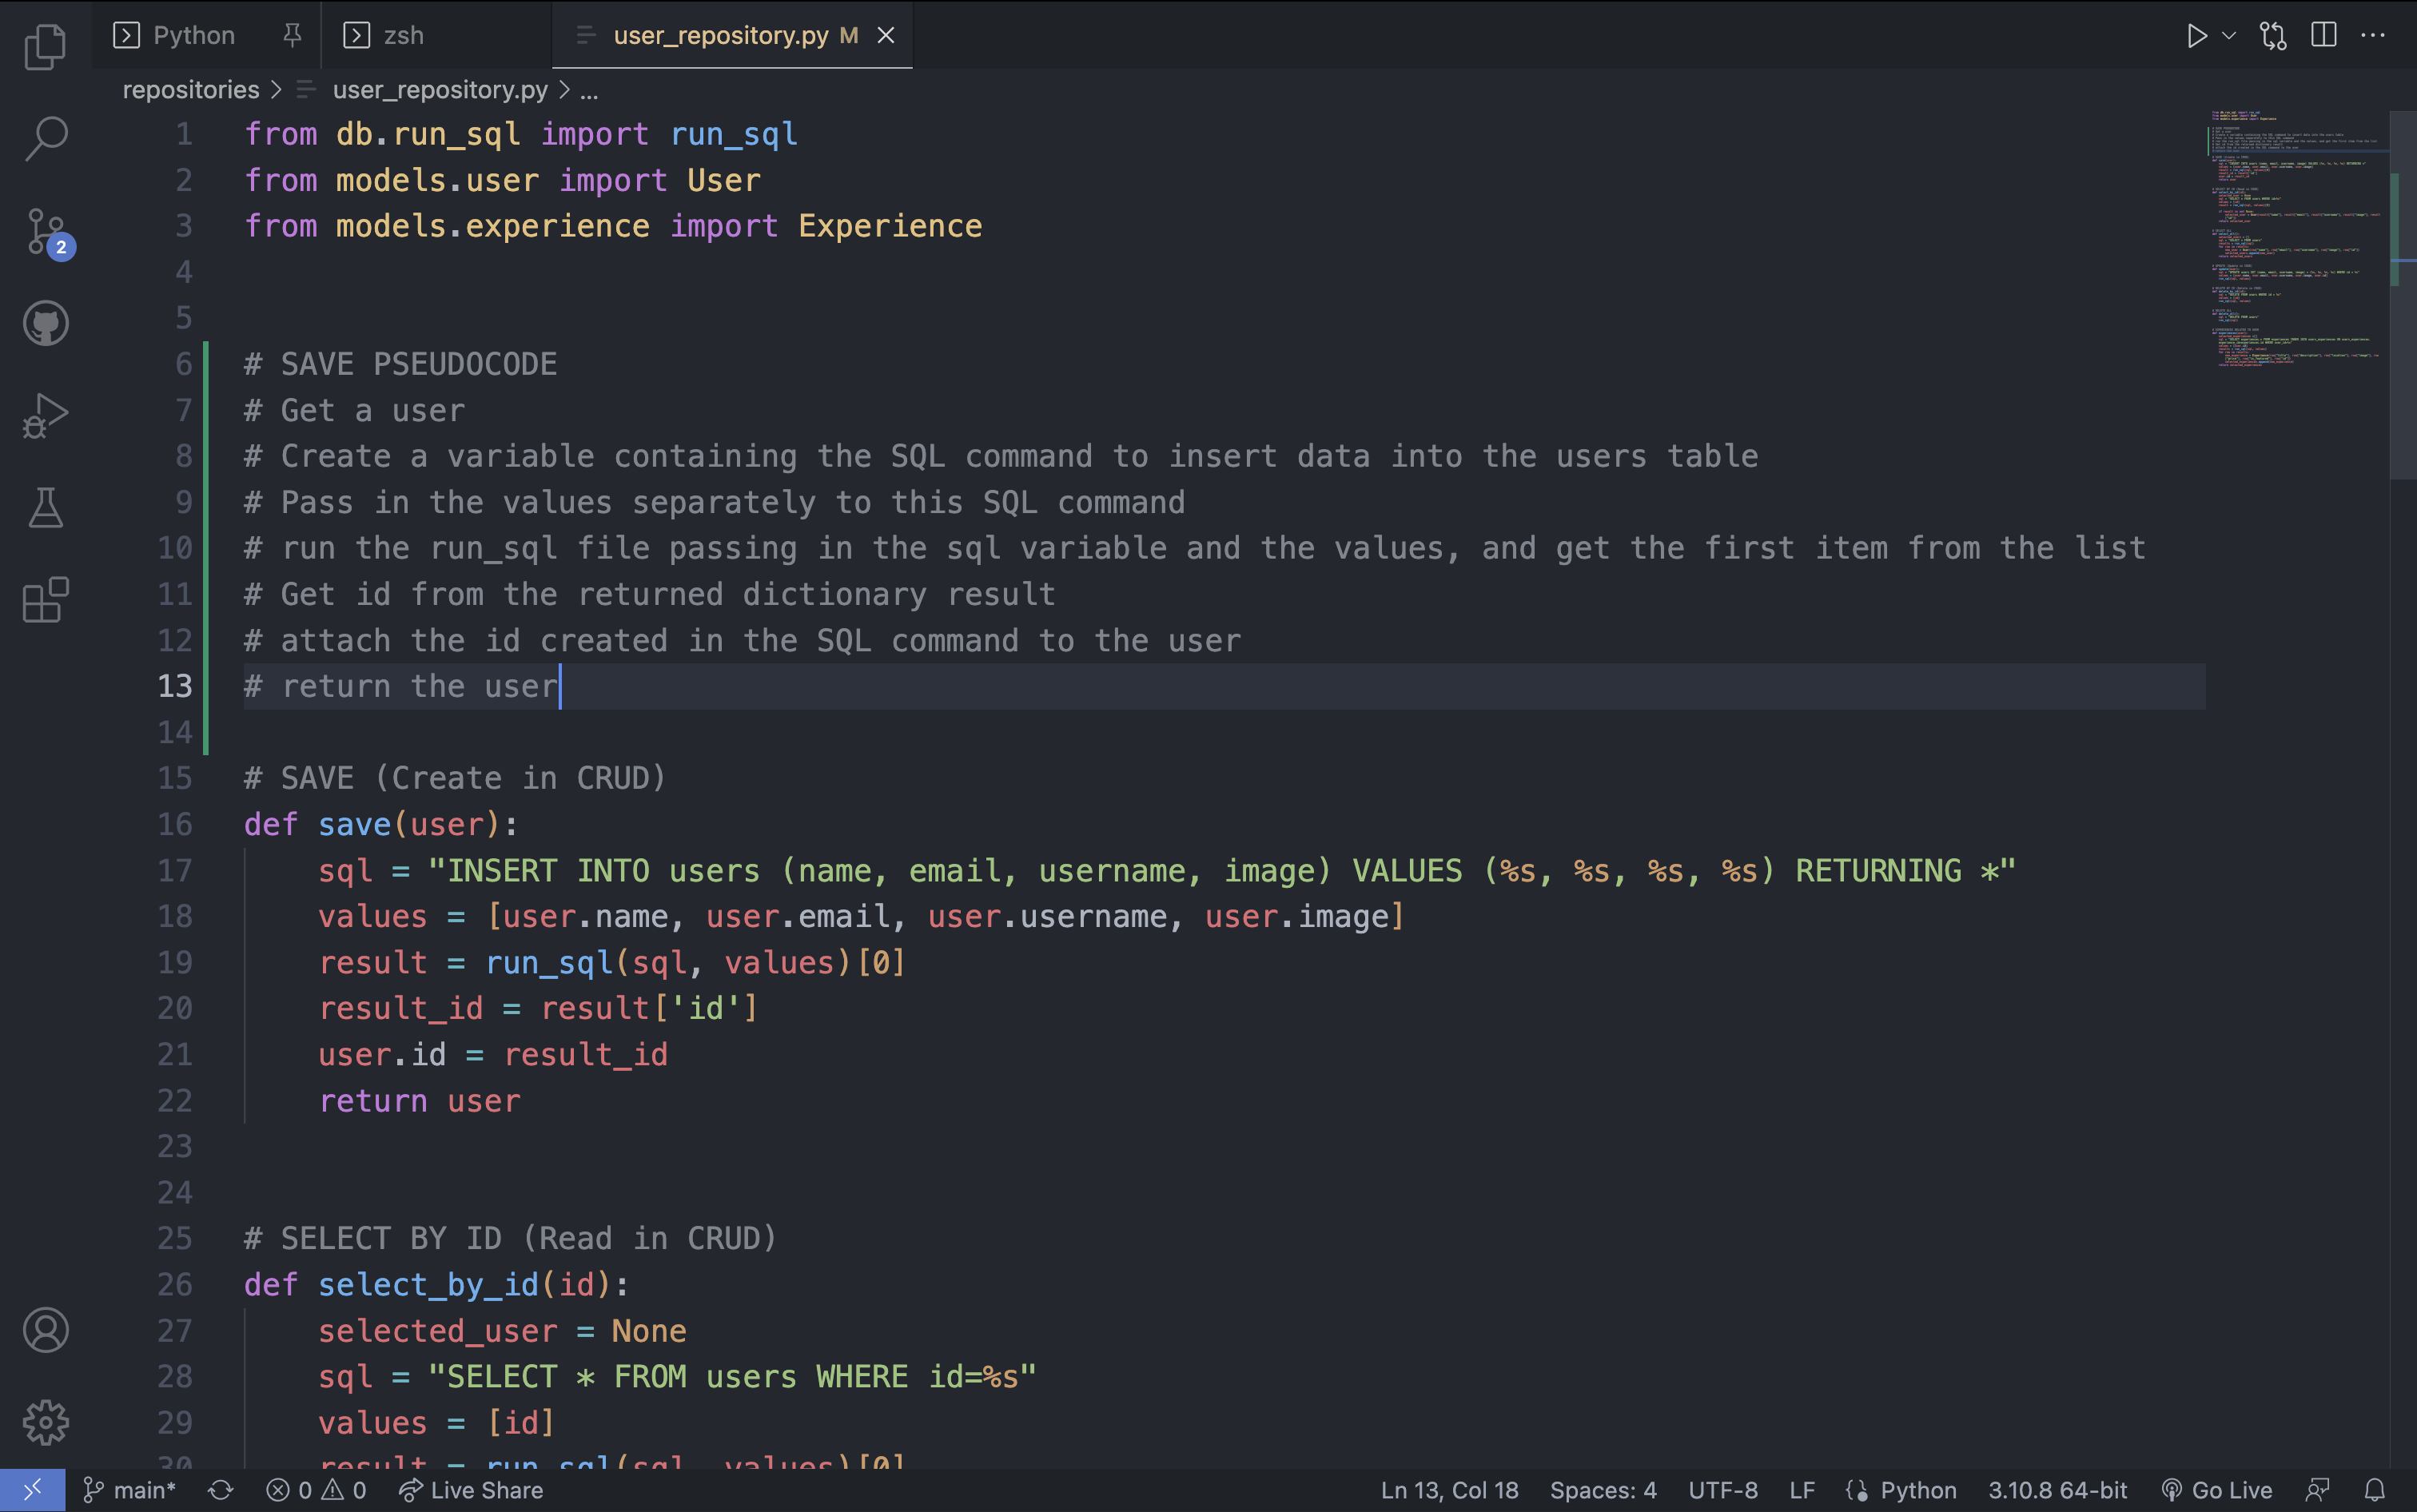 Python
zsh
user_repository.py M
repositories > user_repository.py > ...
1 from db.run_sql import run_sql
2 from models.user import User
3 from models.experience import Experience
4
5
6 # SAVE PSEUDOCODE
7 # Get a user
8 # Create a variable containing the SQL command to insert data into the users table
9 # Pass in the values separately to this SQL command
10 # run the run_sql file passing in the sql variable and the values, and get the first item from the list
11 # Get id from the returned dictionary result
12 # attach the id created in the SQL command to the user
13 # return the user
14
15 # SAVE (Create in CRUD)
16 def save(user):
17     sql = "INSERT INTO users (name, email, username, image) VALUES (%s, %s, %s, %s) RETURNING *"
18     values = [user.name, user.email, user.username, user.image]
19     result = run_sql(sql, values)[0]
20     result_id = result['id']
21     user.id = result_id
22     return user
23
24
25 # SELECT BY ID (Read in CRUD)
26 def select_by_id(id):
27     selected_user = None
28     sql = "SELECT * FROM users WHERE id=%s"
29     values = [id]
30     result = run_sql(sql, values)[0]
2
main* 0 0 Live Share Ln 13, Col 18 Spaces: 4 UTF-8 LF Python 3.10.8 64-bit Go Live